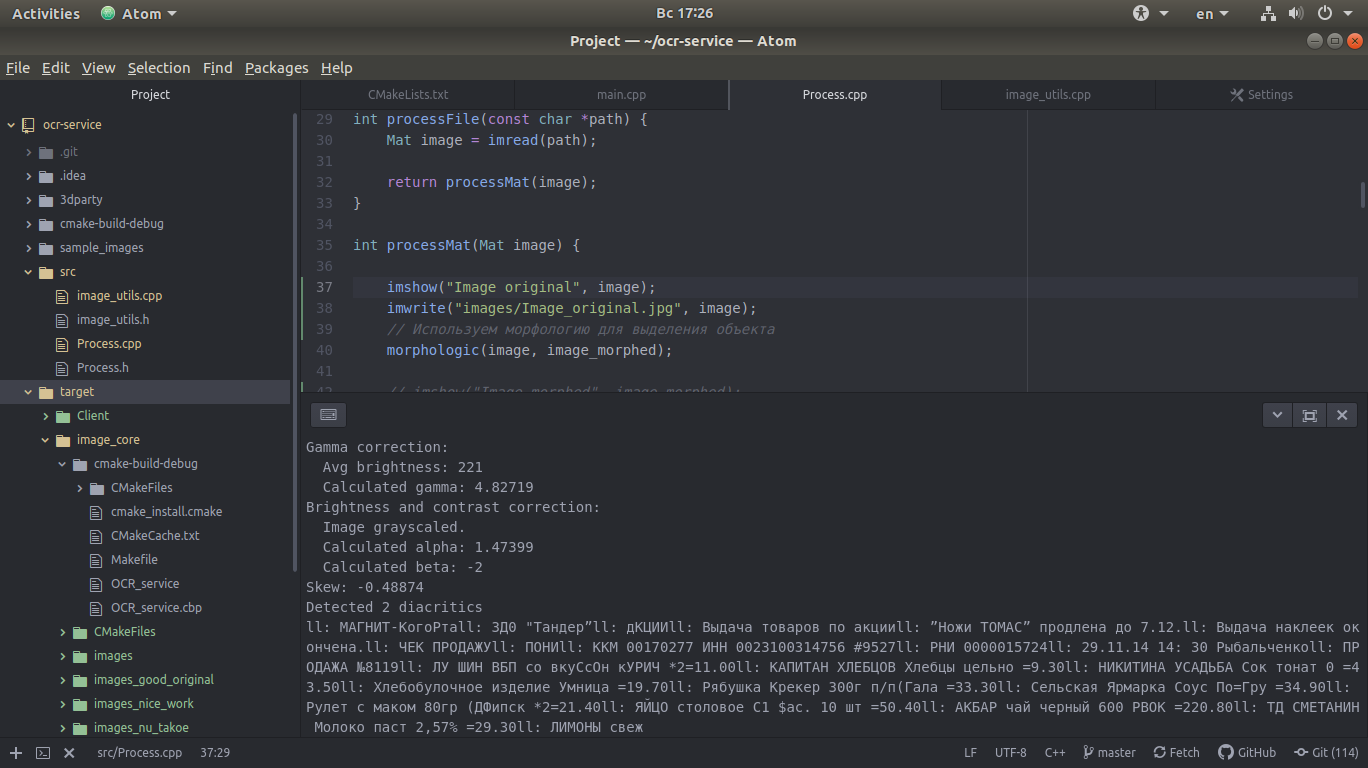 Activities Atom Вс 17:26 en
Project — ~/ocr-service — Atom
File Edit View Selection Find Packages Help
Project
ocr-service
.git
.idea
3dparty
cmake-build-debug
sample_images
src
image_utils.cpp
image_utils.h
Process.cpp
Process.h
target
Client
image_core
cmake-build-debug
CMakeFiles
cmake_install.cmake
CMakeCache.txt
Makefile
OCR_service
OCR_service.cbp
CMakeFiles
images
images_good_original
images_nice_work
images_nu_takoe
CMakeLists.txt main.cpp Process.cpp image_utils.cpp Settings
29 int processFile(const char *path) {
30 Mat image = imread(path);
31
32 return processMat(image);
33 }
34
35 int processMat(Mat image) {
36
37 imshow("Image original", image);
38 imwrite("images/Image_original.jpg", image);
39 // Используем морфологию для выделения объекта
40 morphologic(image, image_morphed);
41
42 // imshow("Image morphed", image_morphed);
Gamma correction:
Avg brightness: 221
Calculated gamma: 4.82719
Brightness and contrast correction:
Image grayscaled.
Calculated alpha: 1.47399
Calculated beta: -2
Skew: -0.48874
Detected 2 diacritics
ll: МАГНИТ-КогоРтаll: ЗД0 "Тандер”ll: дКЦИИll: Выдача товаров по акцииll: ”Ножи ТОМАС” продлена до 7.12.ll: Выдача наклеек ок
ончена.ll: ЧЕК ПРОДАЖУll: ПОНИll: ККМ 00170277 ИНН 0023100314756 #9527ll: РНИ 0000015724ll: 29.11.14 14: 30 Рыбальченкоll: ПР
ОДАЖА №8119ll: ЛУ ШИН ВБП со вкуСсОн кУРИЧ *2=11.00ll: КАПИТАН ХЛЕБЦОВ Хлебцы цельно =9.30ll: НИКИТИНА УСАДЬБА Сок тонат 0 =4
3.50ll: Хлебобулочное изделие Умница =19.70ll: Рябушка Крекер 300г п/п(Гала =33.30ll: Сельская Ярмарка Соус По=Гру =34.90ll:
Рулет с маком 80гр (ДФипск *2=21.40ll: ЯЙЦО столовое С1 $ас. 10 шт =50.40ll: АКБАР чай черный 600 РВОК =220.80ll: ТД СМЕТАНИН
Молоко паст 2,57% =29.30ll: ЛИМОНЫ свеж
src/Process.cpp 37:29 LF UTF-8 C++ master Fetch GitHub Git (114)